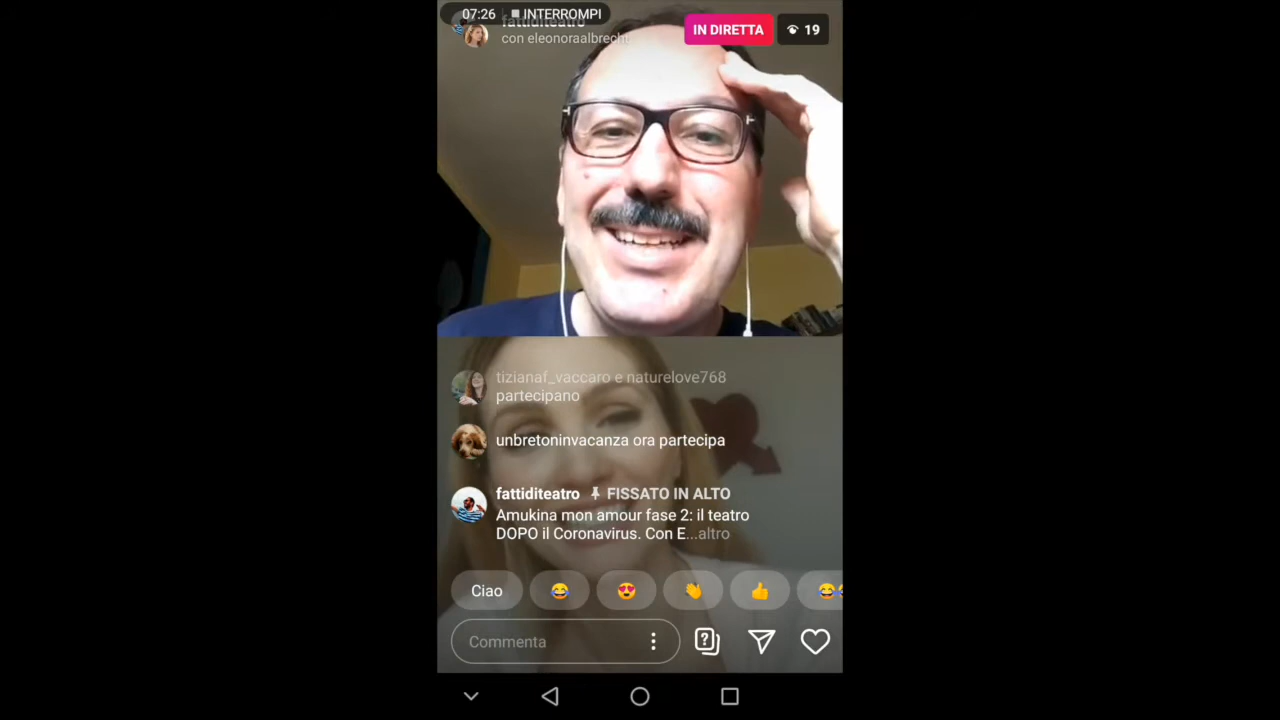 07:26 INTERROMPI
fattiditeatro
con eleonoraalbrecht
IN DIRETTA
19
tizianaf_vaccaro e naturelove768
partecipano
unbretoninvacanza ora partecipa
fattiditeatro FISSATO IN ALTO
Amukina mon amour fase 2: il teatro
DOPO il Coronavirus. Con E...altro
Ciao
Commenta